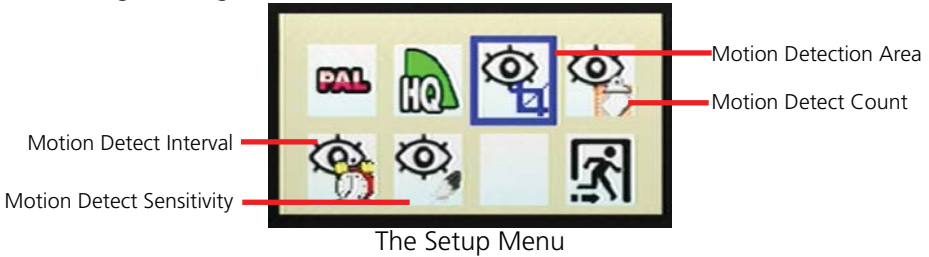 PAL
HQ
Motion Detection Area
Motion Detect Count
Motion Detect Interval
Motion Detect Sensitivity
The Setup Menu